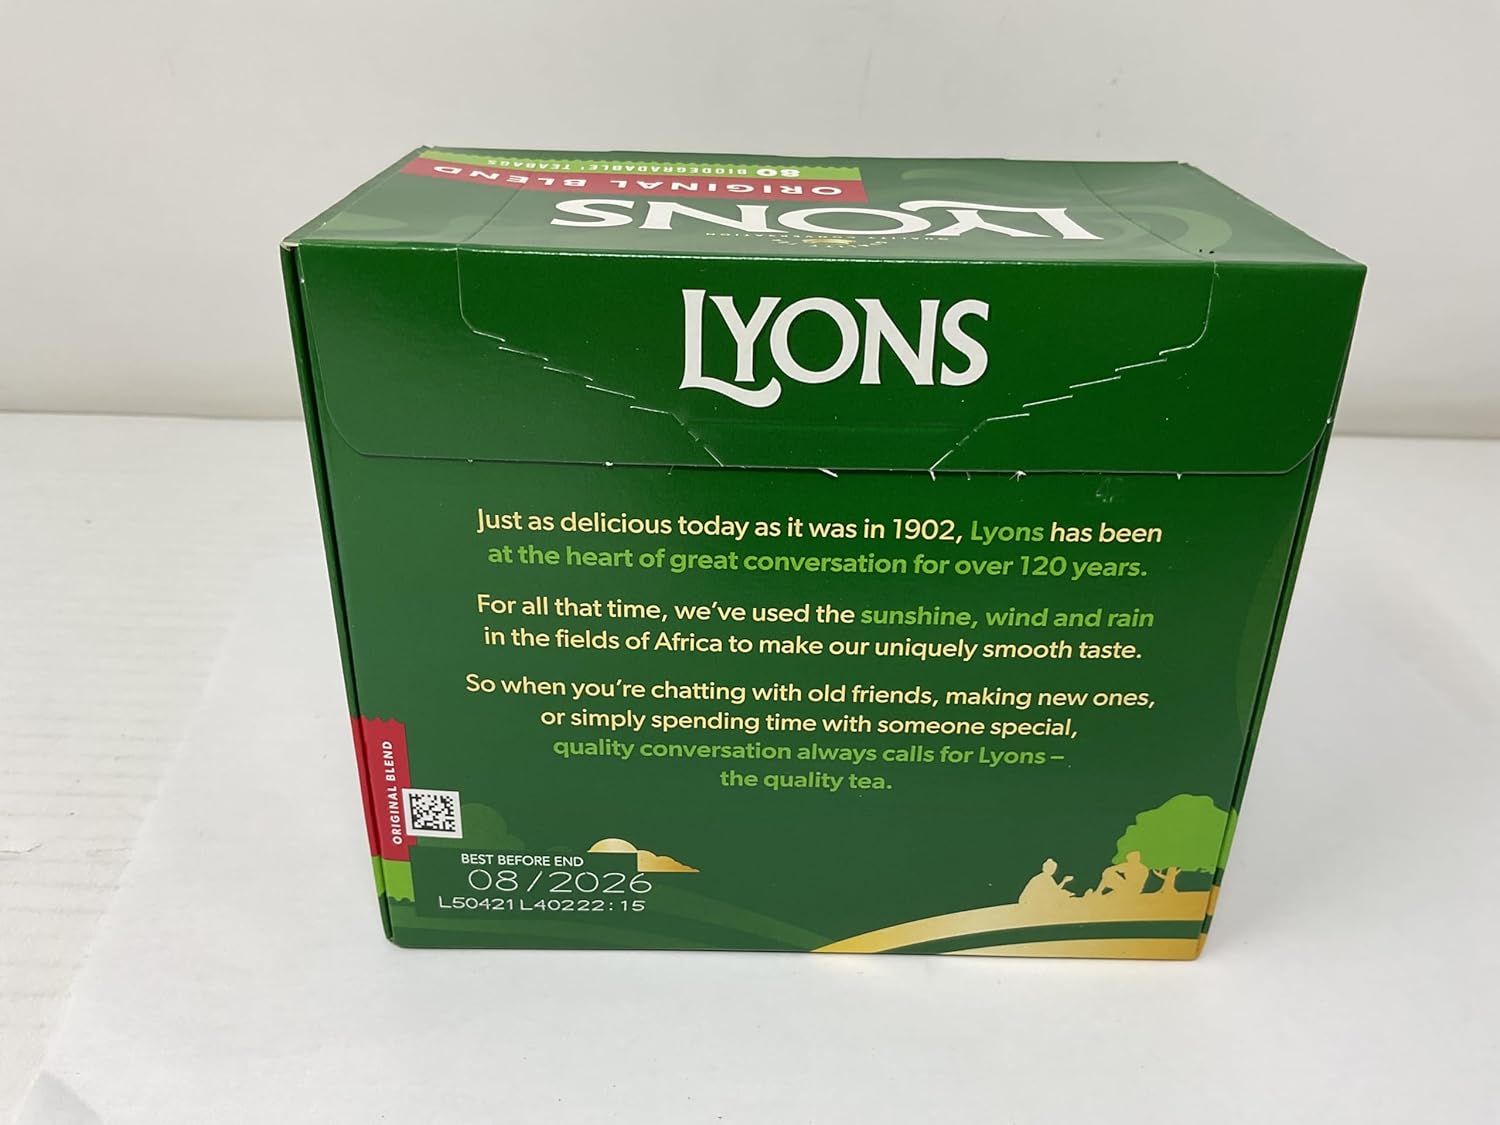 80 BIODEGRADABLE¹ TEABAGS
ORIGINAL BLEND
LYONS
QUALITY CONVERSATION
LYONS
Just as delicious today as it was in 1902, Lyons has been
at the heart of great conversation for over 120 years.
For all that time, we've used the sunshine, wind and rain
in the fields of Africa to make our uniquely smooth taste.
So when you're chatting with old friends, making new ones,
or simply spending time with someone special,
quality conversation always calls for Lyons –
the quality tea.
ORIGINAL BLEND
BEST BEFORE END
08/2026
L50421L40222:15